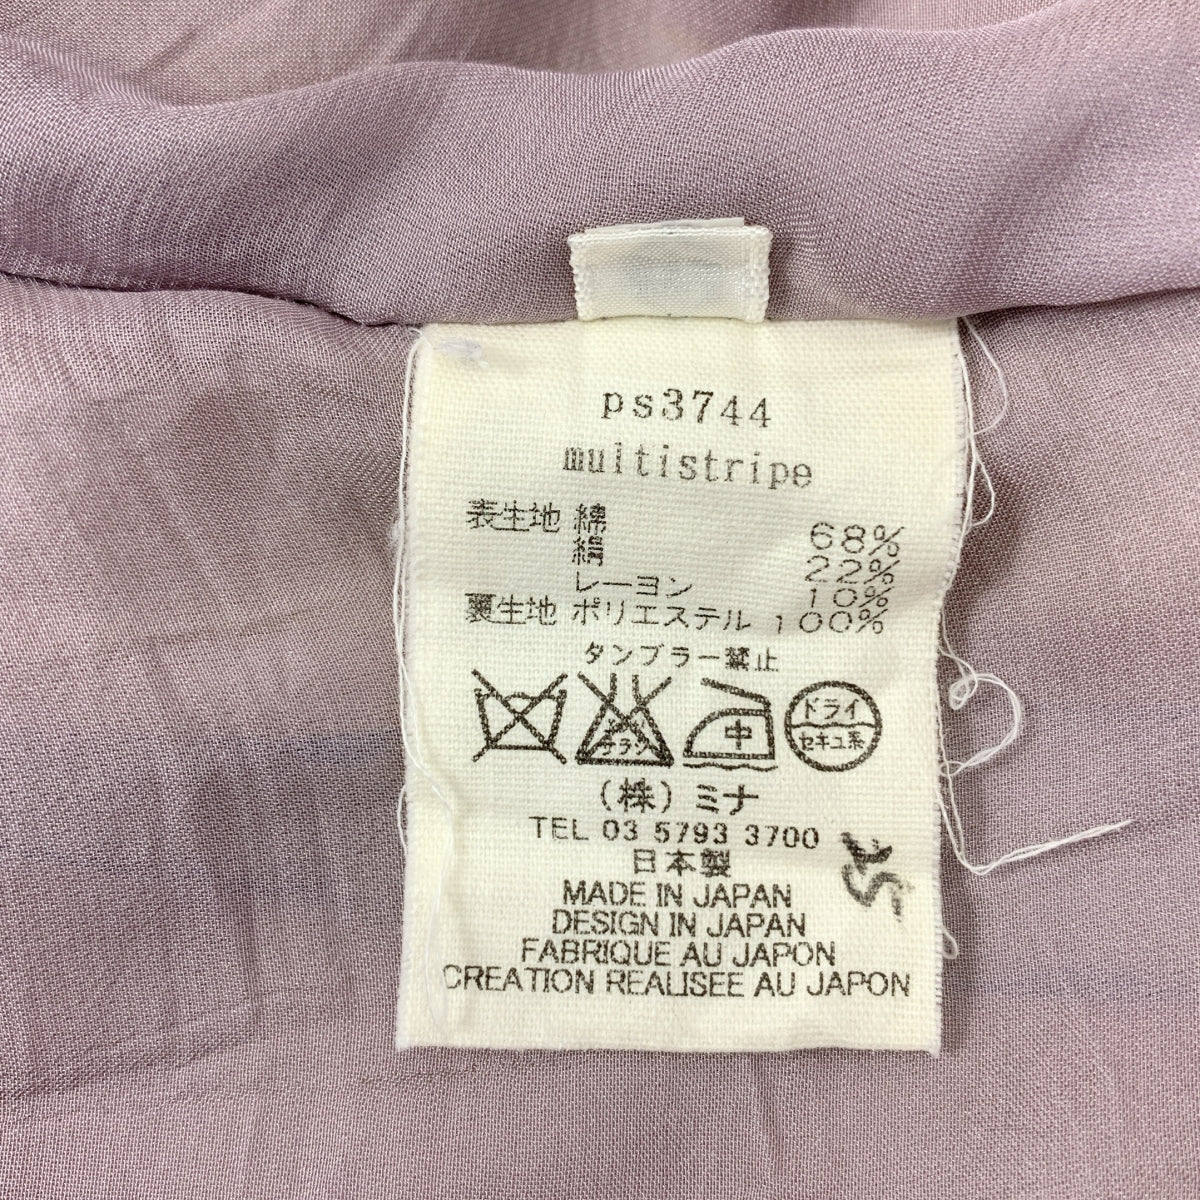 ps3744
multistripe
表生地 綿 68%
絹 22%
レーヨン 10%
裏生地 ポリエステル 100%
タンブラー禁止
中
ドライ
セキユ系
(株)ミナ
TEL 03 5793 3700
日本製
MADE IN JAPAN
DESIGN IN JAPAN
FABRIQUE AU JAPON
CREATION REALISEE AU JAPON